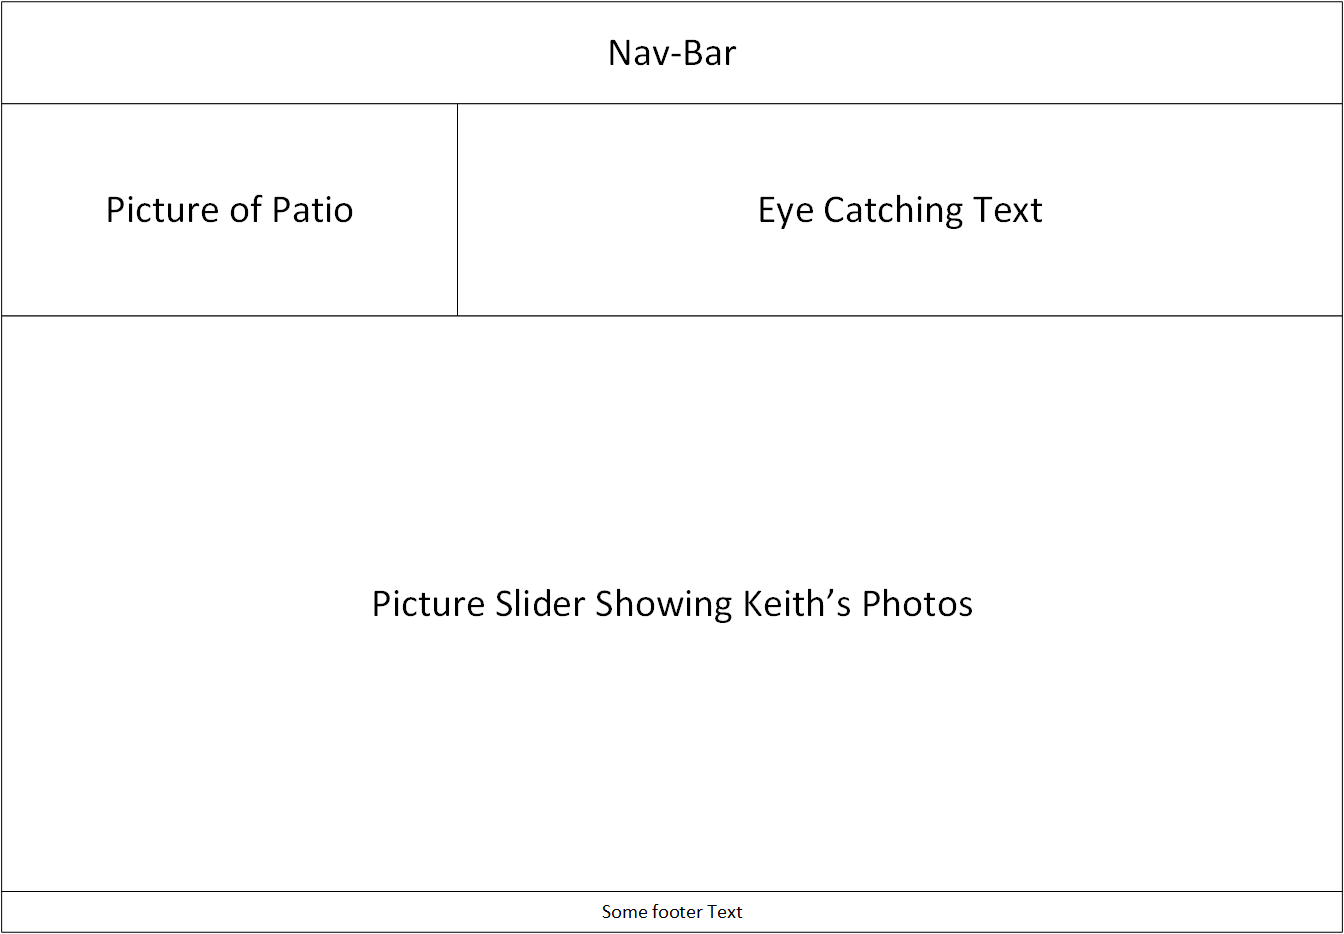 Nav-Bar
Picture of Patio
Eye Catching Text
Picture Slider Showing Keith’s Photos
Some footer Text